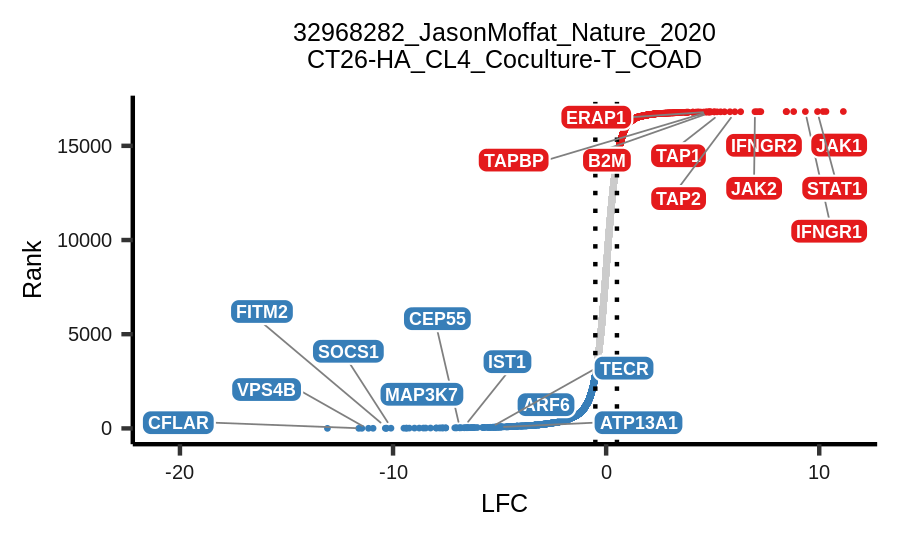 32968282_JasonMoffat_Nature_2020
CT26-HA_CL4_Coculture-T_COAD
Rank
15000
10000
5000
0
ERAP1
TAPBP
B2M
TAP1
IFNGR2
JAK1
TAP2
JAK2
STAT1
IFNGR1
FITM2
CEP55
SOCS1
IST1
TECR
VPS4B
MAP3K7
ARF6
CFLAR
ATP13A1
-20
-10
0
10
LFC